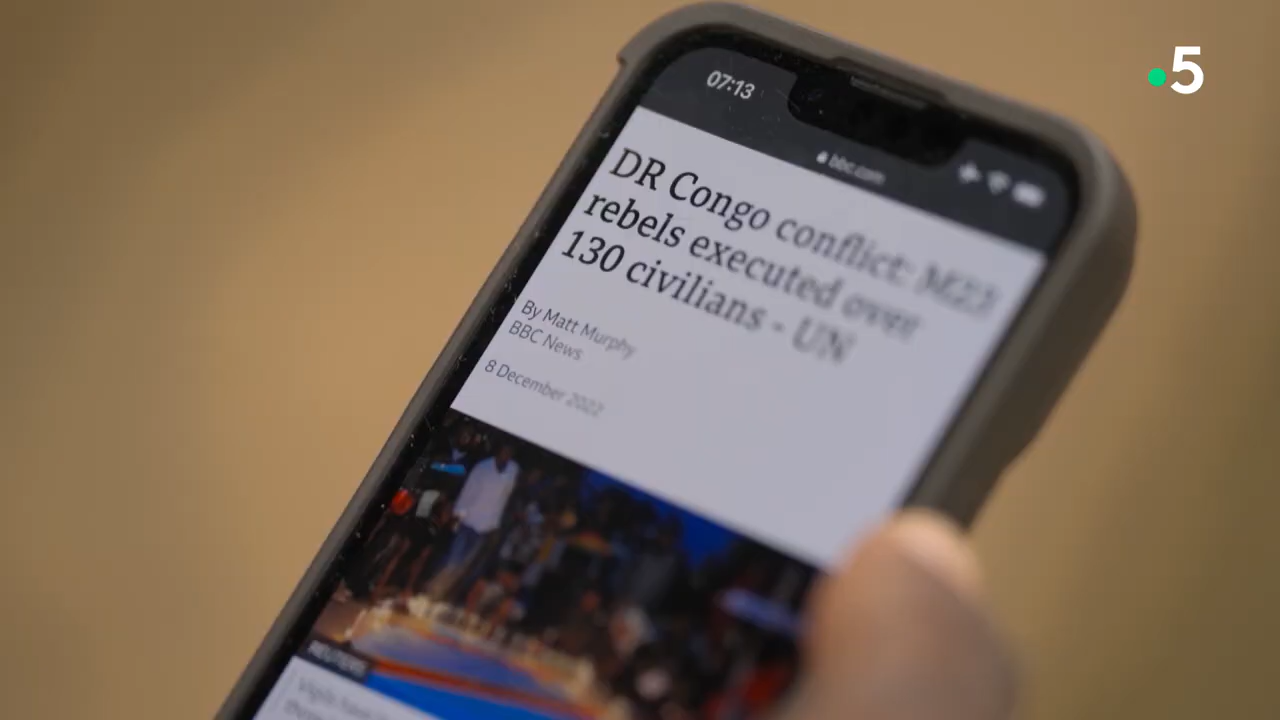 5
07:13
bbc.com
DR Congo conflict: M23
rebels executed over
130 civilians - UN
By Matt Murphy
BBC News
8 December 2022
REUTERS